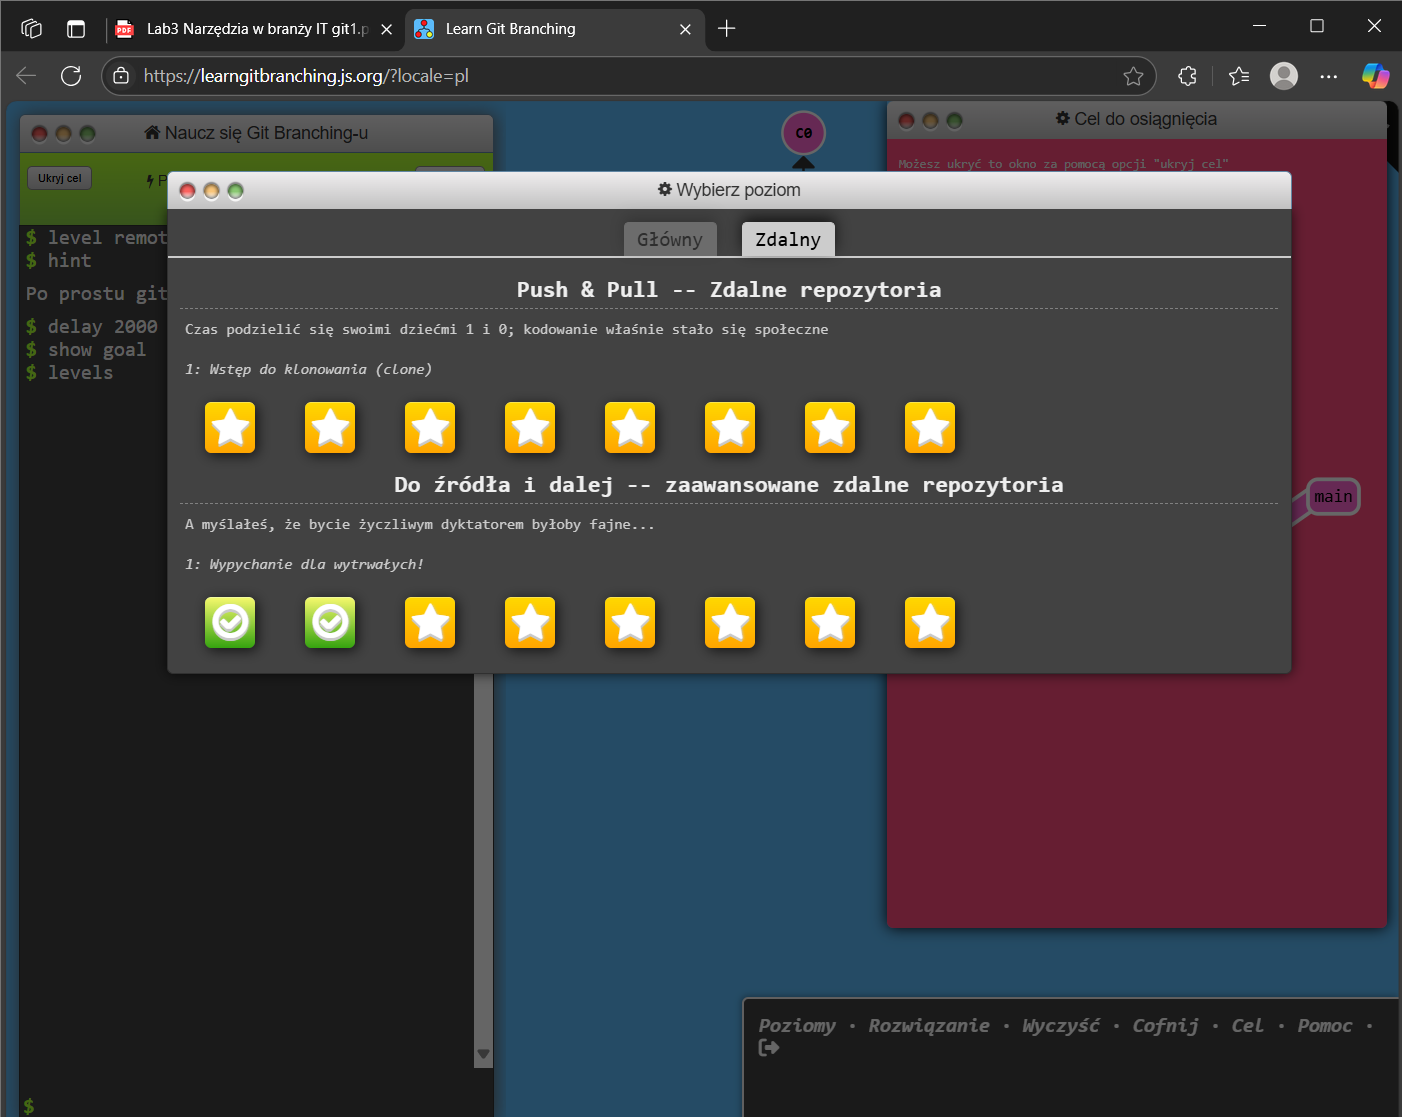 Lab3 Narzędzia w branży IT git1.p
Learn Git Branching
https://learngitbranching.js.org/?locale=pl
Naucz się Git Branching-u
C0
Cel do osiągnięcia
Ukryj cel
Możesz ukryć to okno za pomocą opcji "ukryj cel"
Wybierz poziom
Główny
Zdalny
$ level remot
$ hint
Po prostu git
$ delay 2000
$ show goal
$ levels
Push & Pull -- Zdalne repozytoria
Czas podzielić się swoimi dziećmi 1 i 0; kodowanie właśnie stało się społeczne
1: Wstęp do klonowania (clone)
Do źródła i dalej -- zaawansowane zdalne repozytoria
A myślałeś, że bycie życzliwym dyktatorem byłoby fajne...
1: Wypychanie dla wytrwałych!
main
Poziomy · Rozwiązanie · Wyczyść · Cofnij · Cel · Pomoc ·
$